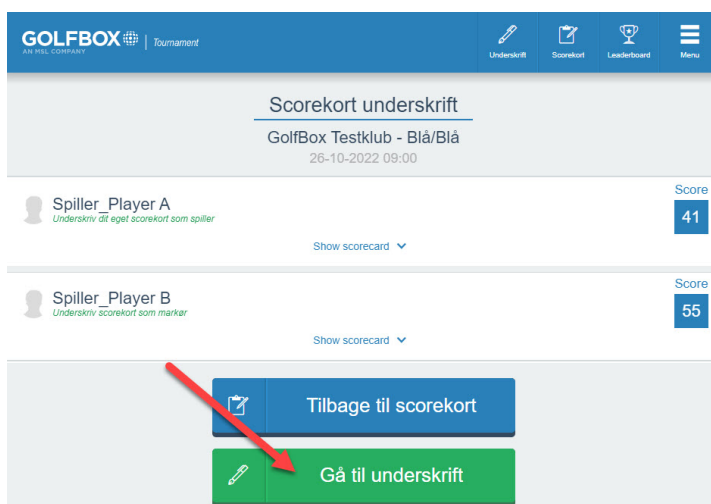 GOLFBOX | Tournament
AN MSL COMPANY
Underskrift
Scorekort
Leaderboard
Menu
Scorekort underskrift
GolfBox Testklub - Blå/Blå
26-10-2022 09:00
Spiller_Player A
Underskriv dit eget scorekort som spiller
Score
41
Show scorecard
Spiller_Player B
Underskriv scorekort som markør
Score
55
Show scorecard
Tilbage til scorekort
Gå til underskrift